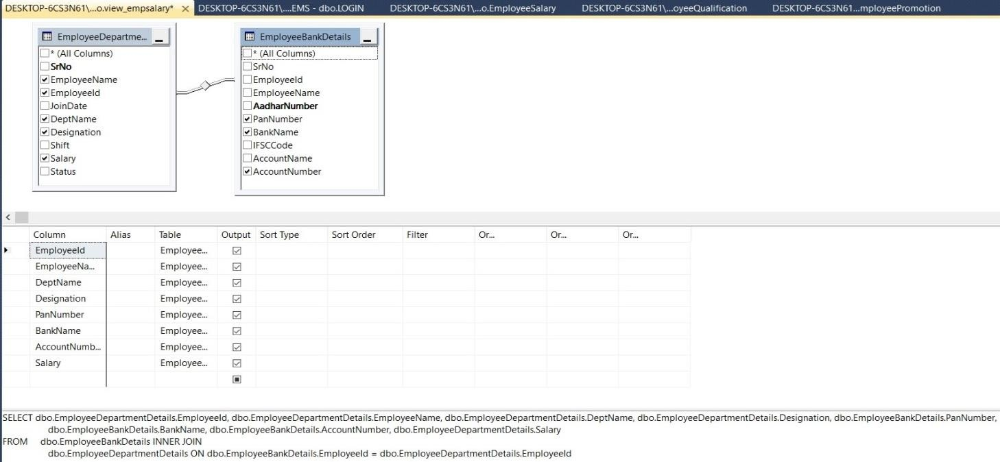 DESKTOP-6CS3N61\...o.view_empsalary* DESKTOP-6CS3N61\....EMS - dbo.LOGIN DESKTOP-6CS3N61\...o.EmployeeSalary DESKTOP-6CS3N61\...oyeeQualification DESKTOP-6CS3N61...mployeePromotion
EmployeeDepartme...
* (All Columns)
SrNo
EmployeeName
EmployeeId
JoinDate
DeptName
Designation
Shift
Salary
Status
EmployeeBankDetails
* (All Columns)
SrNo
EmployeeId
EmployeeName
AadharNumber
PanNumber
BankName
IFSCCode
AccountName
AccountNumber
Column Alias Table Output Sort Type Sort Order Filter Or... Or... Or...
EmployeeId Employee...
EmployeeNa... Employee...
DeptName Employee...
Designation Employee...
PanNumber Employee...
BankName Employee...
AccountNumb... Employee...
Salary Employee...
SELECT dbo.EmployeeDepartmentDetails.EmployeeId, dbo.EmployeeDepartmentDetails.EmployeeName, dbo.EmployeeDepartmentDetails.DeptName, dbo.EmployeeDepartmentDetails.Designation, dbo.EmployeeBankDetails.PanNumber,
dbo.EmployeeBankDetails.BankName, dbo.EmployeeBankDetails.AccountNumber, dbo.EmployeeDepartmentDetails.Salary
FROM dbo.EmployeeBankDetails INNER JOIN
dbo.EmployeeDepartmentDetails ON dbo.EmployeeBankDetails.EmployeeId = dbo.EmployeeDepartmentDetails.EmployeeId